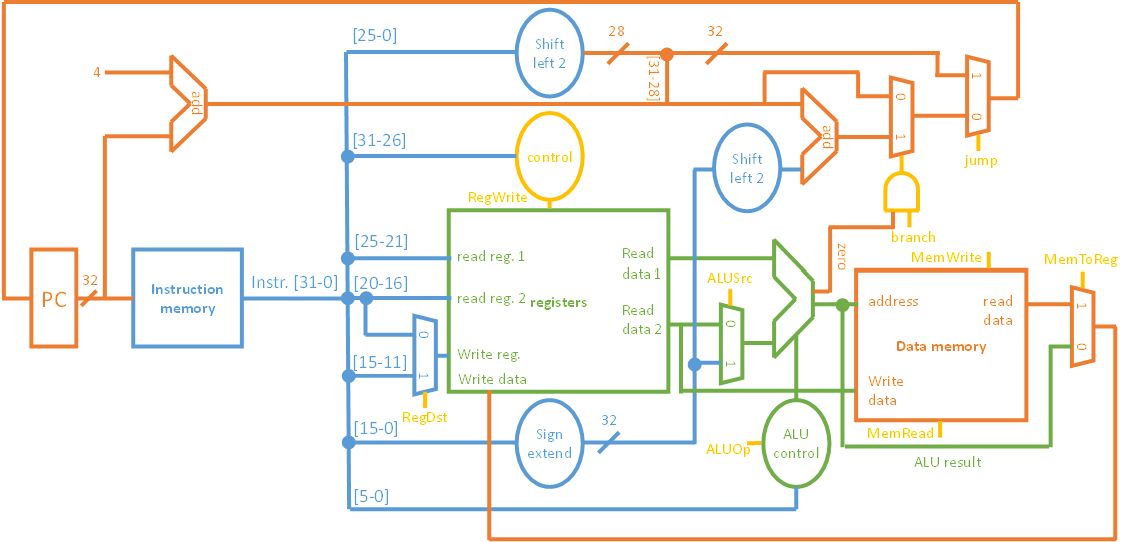 [25-0]
Shift
left 2
28
32
[31-28]
4
add
0
1
1
0
jump
[31-26]
control
RegWrite
Shift
left 2
add
branch
[25-21]
read reg. 1
Read
data 1
zero
MemWrite
MemToReg
PC
32
Instruction
memory
Instr. [31-0]
[20-16]
read reg. 2
registers
Read
data 2
ALUSrc
0
1
address
read
data
Data memory
1
0
0
1
[15-11]
Write reg.
Write data
RegDst
Write
data
MemRead
[15-0]
Sign
extend
32
ALUOp
ALU
control
ALU result
[5-0]